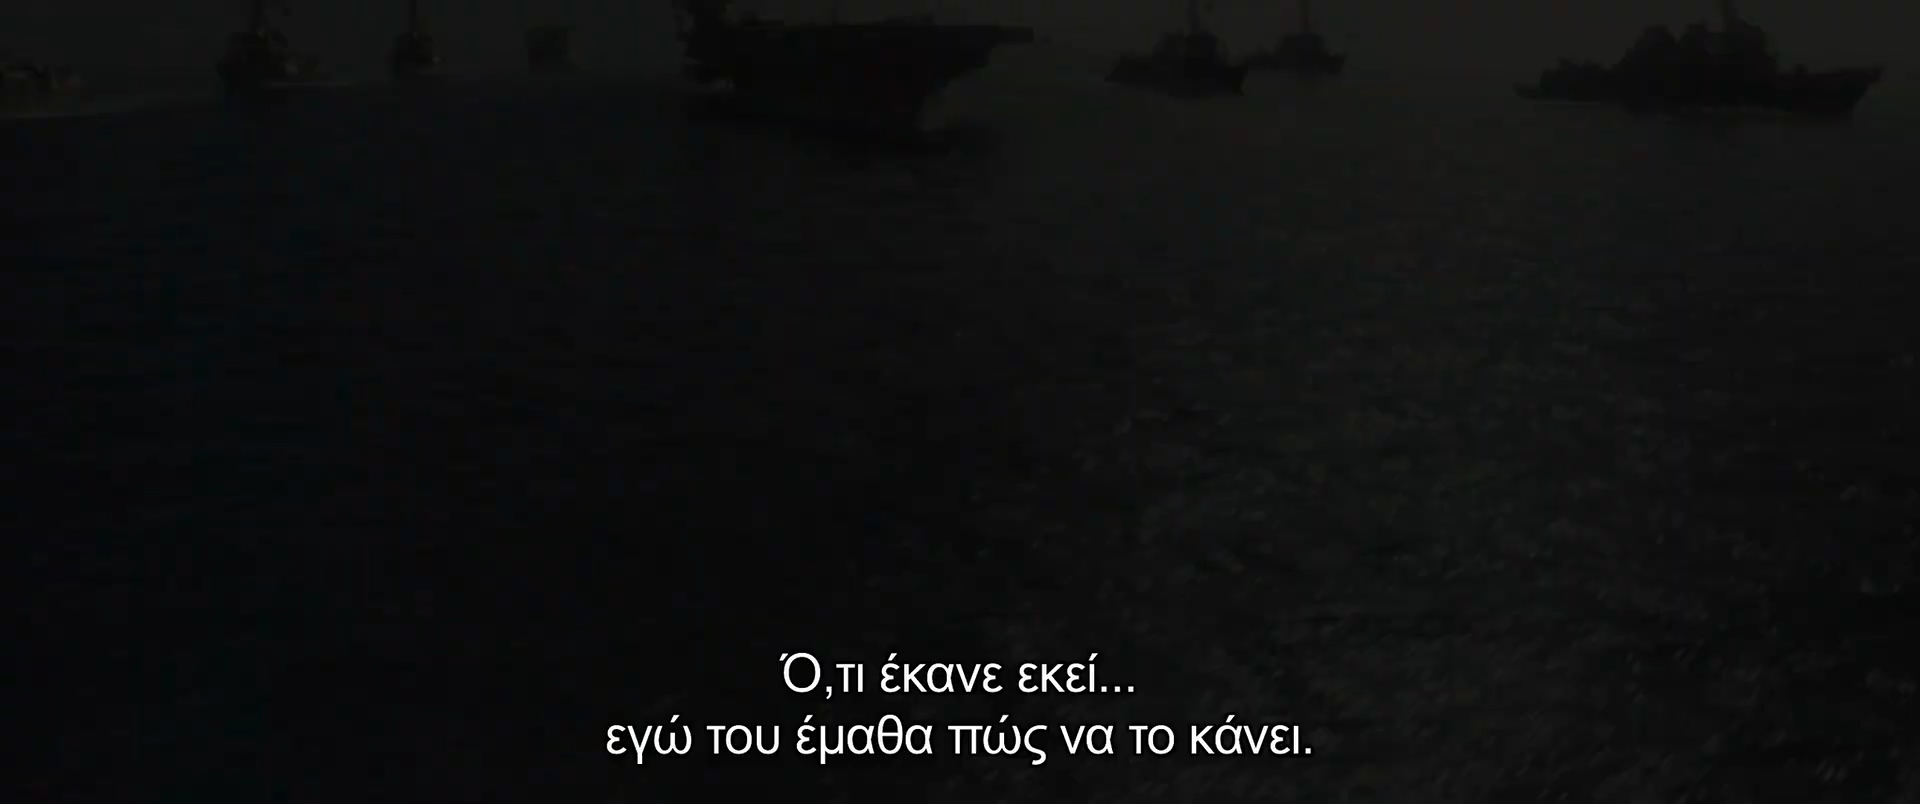 Ό,τι έκανε εκεί...
εγώ του έμαθα πώς να το κάνει.